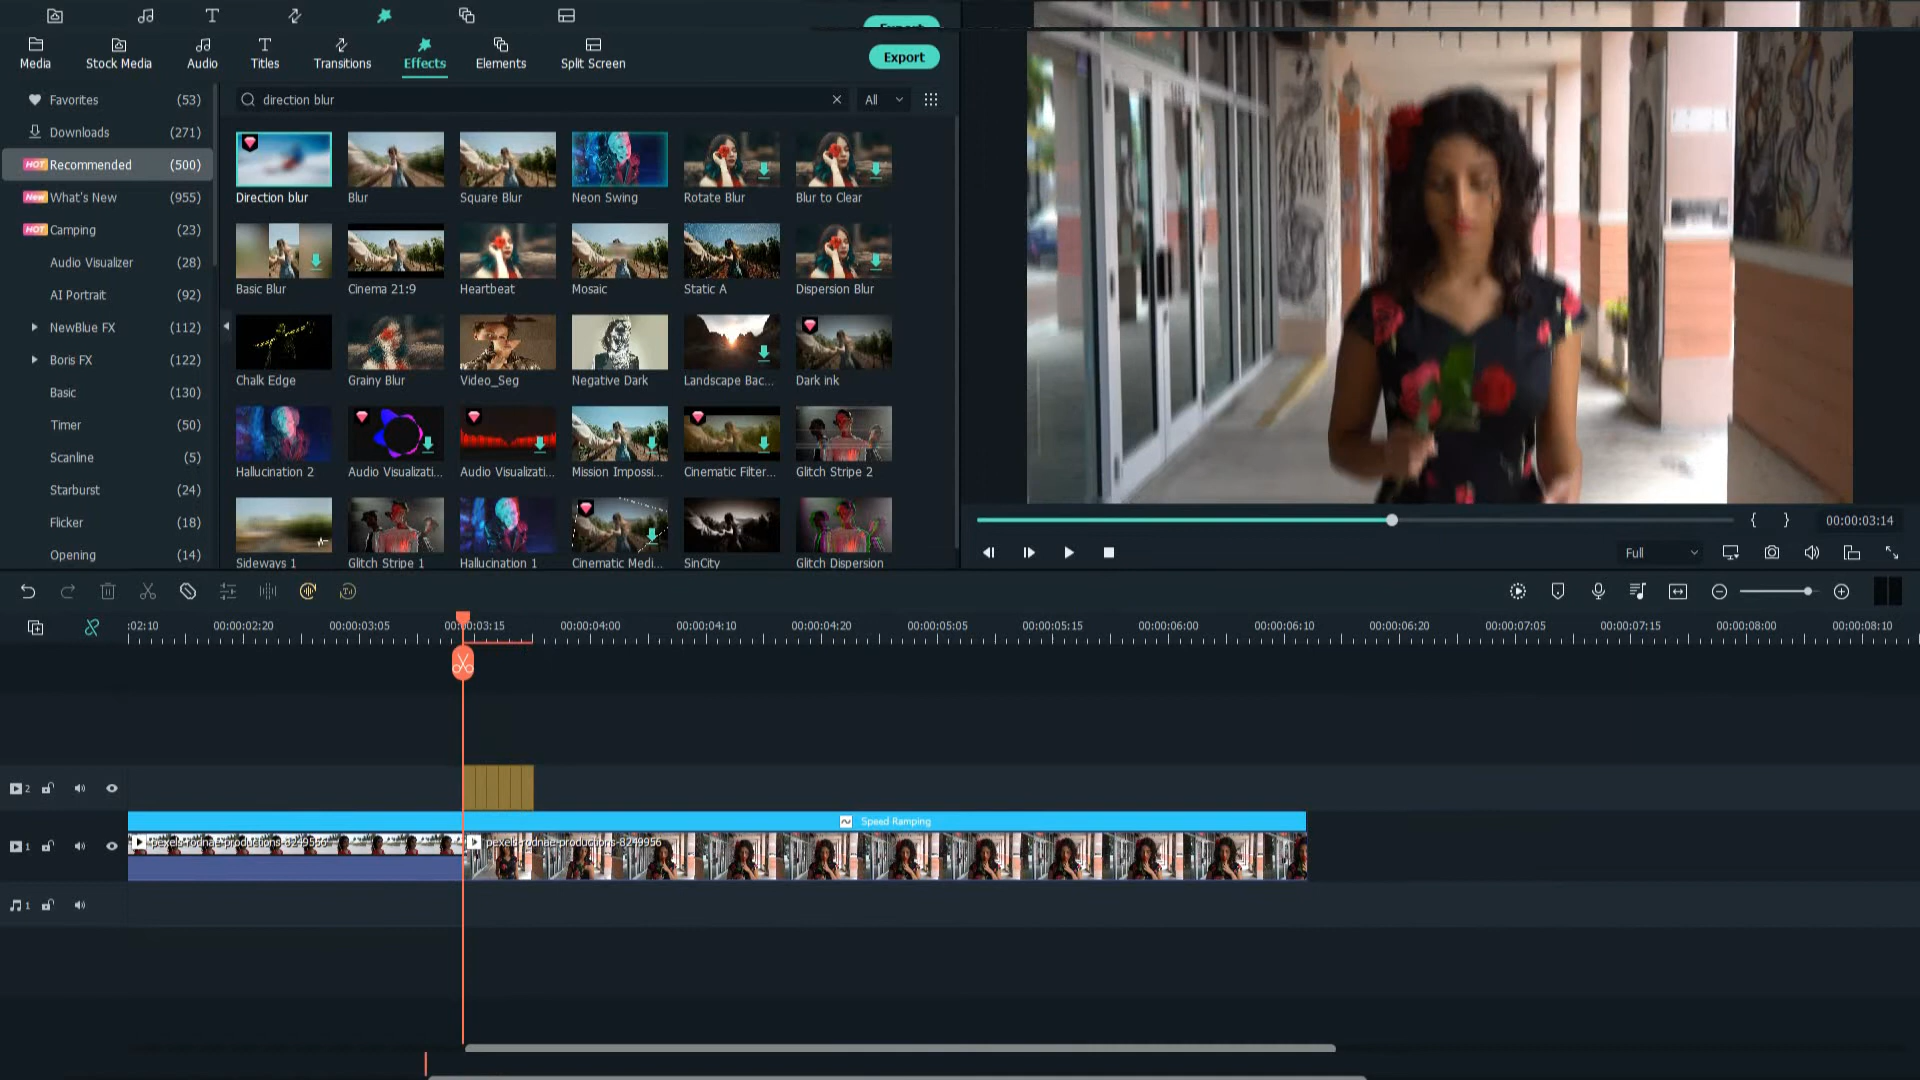 Media
Stock Media
Audio
Titles
Transitions
Effects
Elements
Split Screen
Export
Favorites (53)
Downloads (271)
HOT Recommended (500)
New What's New (955)
HOT Camping (23)
Audio Visualizer (28)
AI Portrait (92)
NewBlue FX (112)
Boris FX (122)
Basic (130)
Timer (50)
Scanline (5)
Starburst (24)
Flicker (18)
Opening (14)
direction blur
All
Direction blur
Blur
Square Blur
Neon Swing
Rotate Blur
Blur to Clear
Basic Blur
Cinema 21:9
Heartbeat
Mosaic
Static A
Dispersion Blur
Chalk Edge
Grainy Blur
Video_Seg
Negative Dark
Landscape Bac...
Dark ink
Hallucination 2
Audio Visualizati...
Audio Visualizati...
Mission Impossi...
Cinematic Filter...
Glitch Stripe 2
Sideways 1
Glitch Stripe 1
Hallucination 1
Cinematic Medi...
SinCity
Glitch Dispersion
{ } 00:00:03:14
Full
:02:10
00:00:02:20
00:00:03:05
00:00:03:15
00:00:04:00
00:00:04:10
00:00:04:20
00:00:05:05
00:00:05:15
00:00:06:00
00:00:06:10
00:00:06:20
00:00:07:05
00:00:07:15
00:00:08:00
00:00:08:10
2
Speed Ramping
1
pexels-rodnae-productions-8249956
1